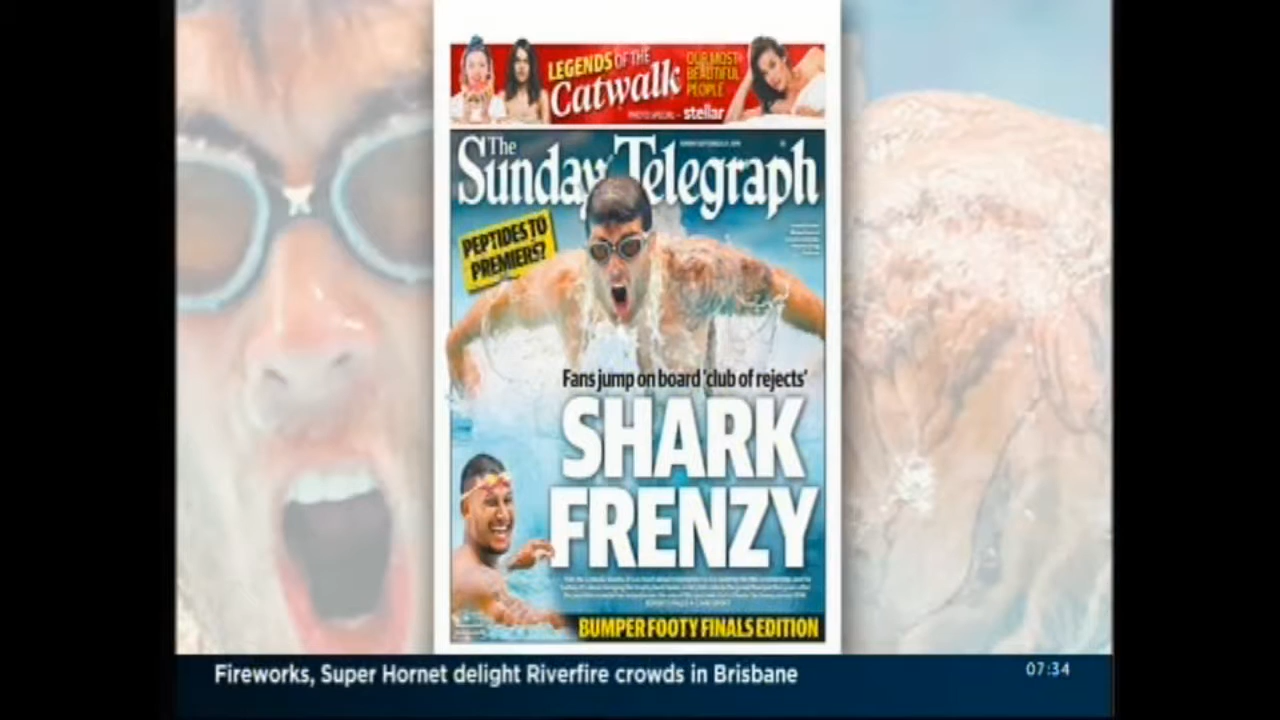 LEGENDS OF THE
Catwalk
OUR MOST
BEAUTIFUL
PEOPLE
PHOTO SPECIAL
stellar
The
Sunday Telegraph
PEPTIDES TO
PREMIERS?
Fans jump on board 'club of rejects'
SHARK
FRENZY
BUMPER FOOTY FINALS EDITION
Fireworks, Super Hornet delight Riverfire crowds in Brisbane
07:34